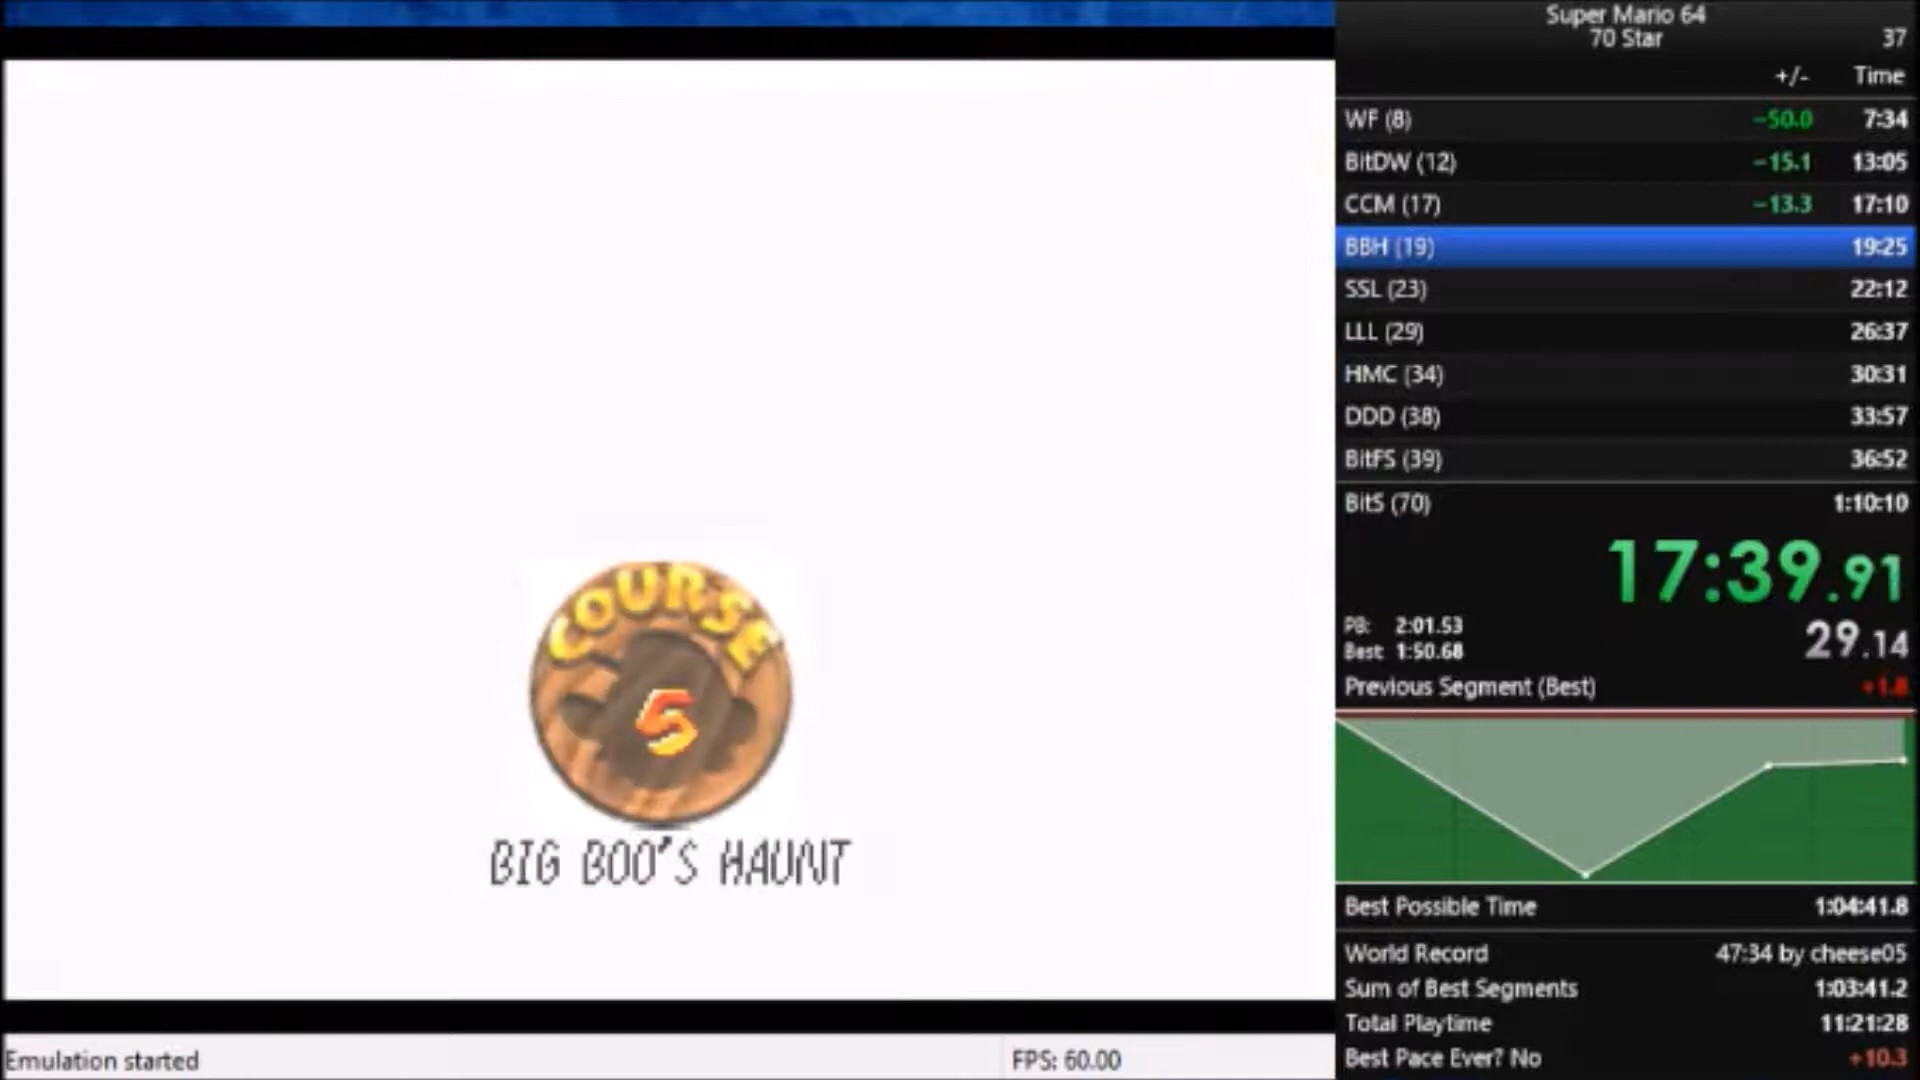 COURSE
5
BIG BOO'S HAUNT
Emulation started
FPS: 60.00
Super Mario 64
70 Star 37
+/- Time
WF (8) -50.0 7:34
BitDW (12) -15.1 13:05
CCM (17) -13.3 17:10
BBH (19) 19:25
SSL (23) 22:12
LLL (29) 26:37
HMC (34) 30:31
DDD (38) 33:57
BitFS (39) 36:52
BitS (70) 1:10:10
17:39.91
PB: 2:01.53
Best: 1:50.68
29.14
Previous Segment (Best) +1.8
Best Possible Time 1:04:41.8
World Record 47:34 by cheese05
Sum of Best Segments 1:03:41.2
Total Playtime 11:21:28
Best Pace Ever? No +10.3